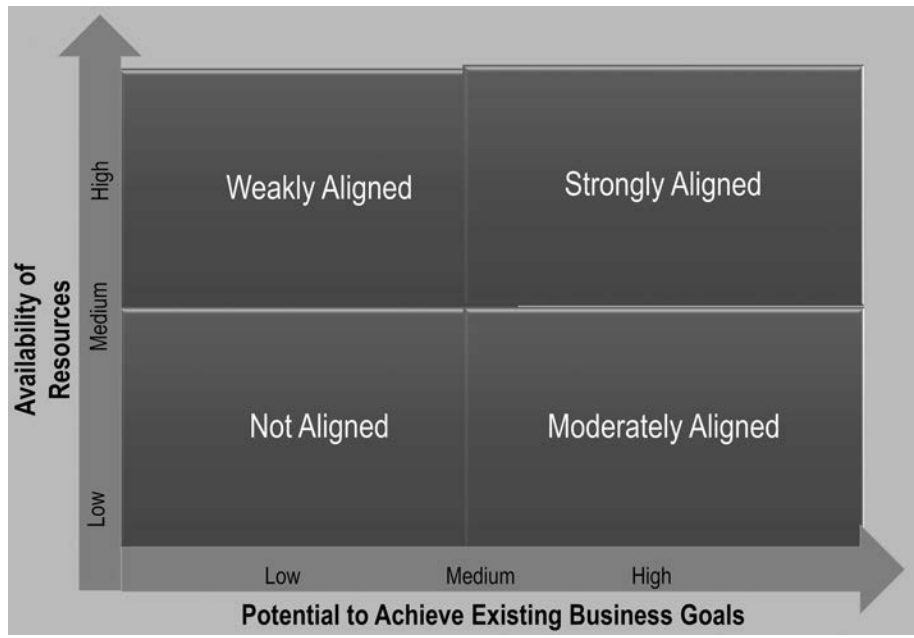 Availability of
Resources
High
Medium
Low
Weakly Aligned
Strongly Aligned
Not Aligned
Moderately Aligned
Low
Medium
High
Potential to Achieve Existing Business Goals